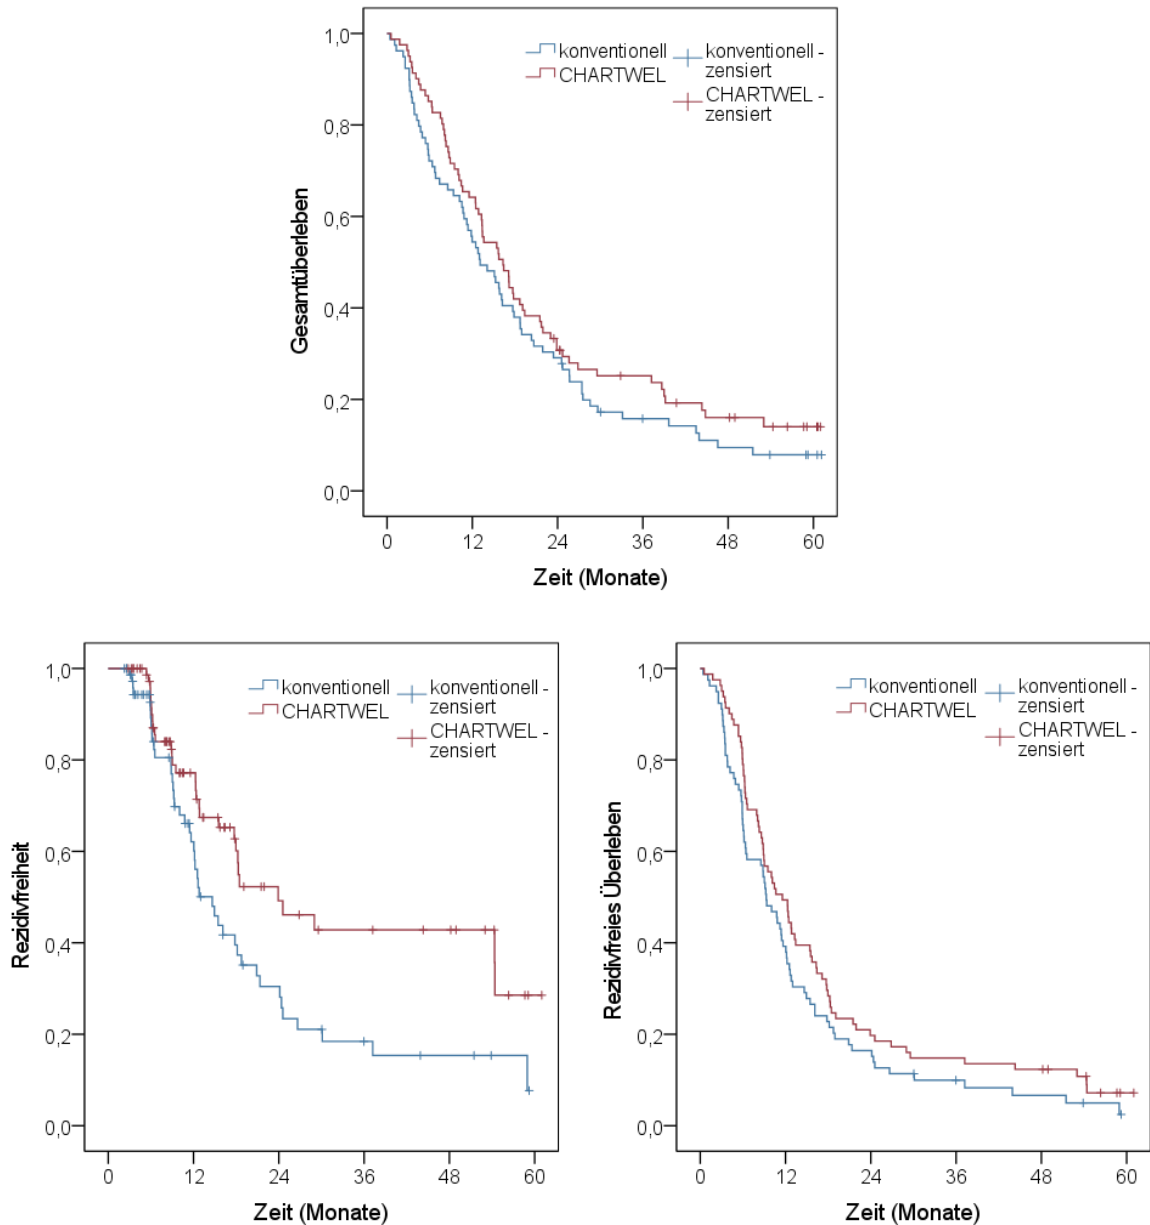 1,0
0,8
0,6
0,4
0,2
0,0
Gesamtüberleben
konventionell
CHARTWEL
konventionell -
zensiert
CHARTWEL -
zensiert
0 12 24 36 48 60
Zeit (Monate)
1,0
0,8
0,6
0,4
0,2
0,0
Rezidivfreiheit
konventionell
CHARTWEL
konventionell -
zensiert
CHARTWEL -
zensiert
0 12 24 36 48 60
Zeit (Monate)
1,0
0,8
0,6
0,4
0,2
0,0
Rezidivfreies Überleben
konventionell
CHARTWEL
konventionell -
zensiert
CHARTWEL -
zensiert
0 12 24 36 48 60
Zeit (Monate)